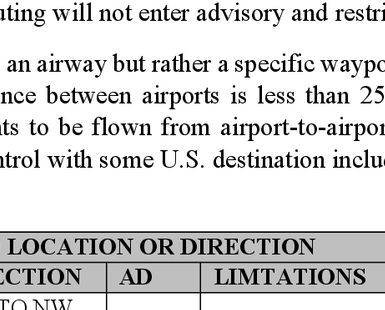 uting will not enter advisory and restri
an airway but rather a specific waypo
nce between airports is less than 25
ts to be flown from airport-to-airpor
ntrol with some U.S. destination inclu
LOCATION OR DIRECTION
ECTION AD LIMTATIONS
TO NW